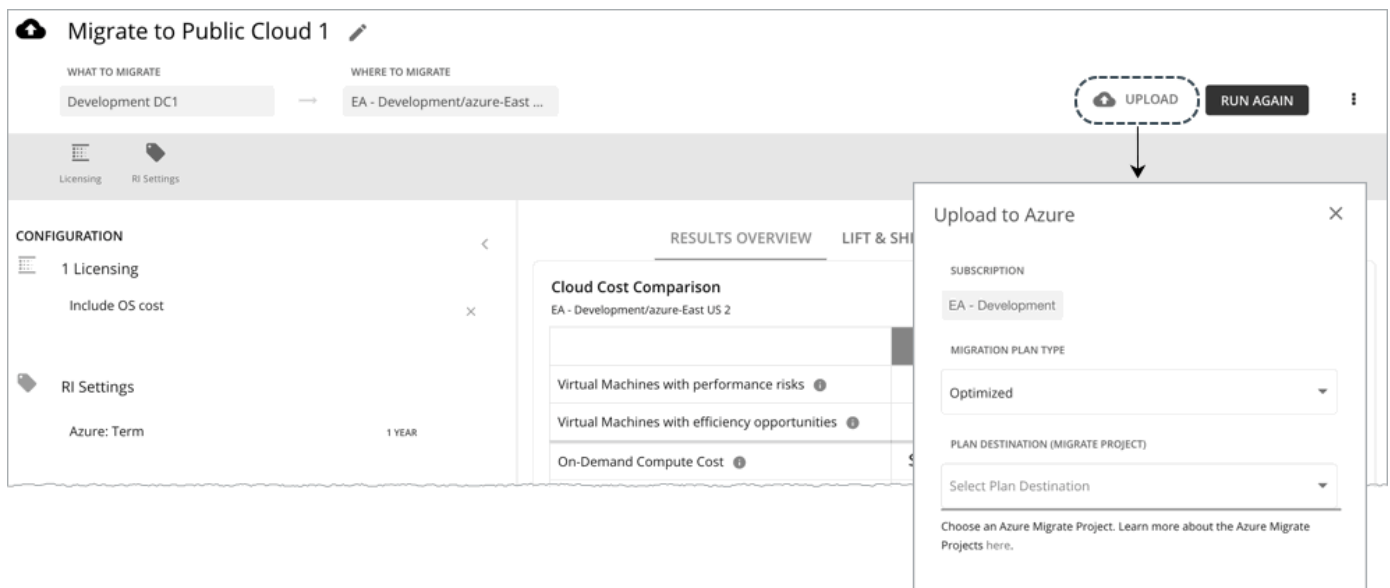 Migrate to Public Cloud 1
WHAT TO MIGRATE
WHERE TO MIGRATE
Development DC1
EA - Development/azure-East ...
UPLOAD
RUN AGAIN
Licensing
RI Settings
CONFIGURATION
1 Licensing
Include OS cost
RI Settings
Azure: Term
1 YEAR
RESULTS OVERVIEW
LIFT & SHI
Cloud Cost Comparison
EA - Development/azure-East US 2
Virtual Machines with performance risks
Virtual Machines with efficiency opportunities
On-Demand Compute Cost
Upload to Azure
SUBSCRIPTION
EA - Development
MIGRATION PLAN TYPE
Optimized
PLAN DESTINATION (MIGRATE PROJECT)
Select Plan Destination
Choose an Azure Migrate Project. Learn more about the Azure Migrate
Projects here.